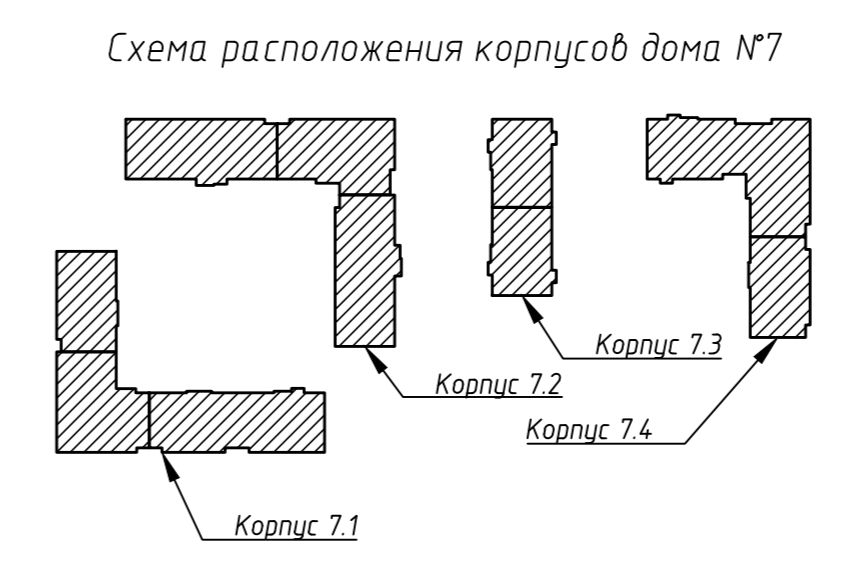 Схема расположения корпусов дома №7
Корпус 7.3
Корпус 7.2
Корпус 7.4
Корпус 7.1